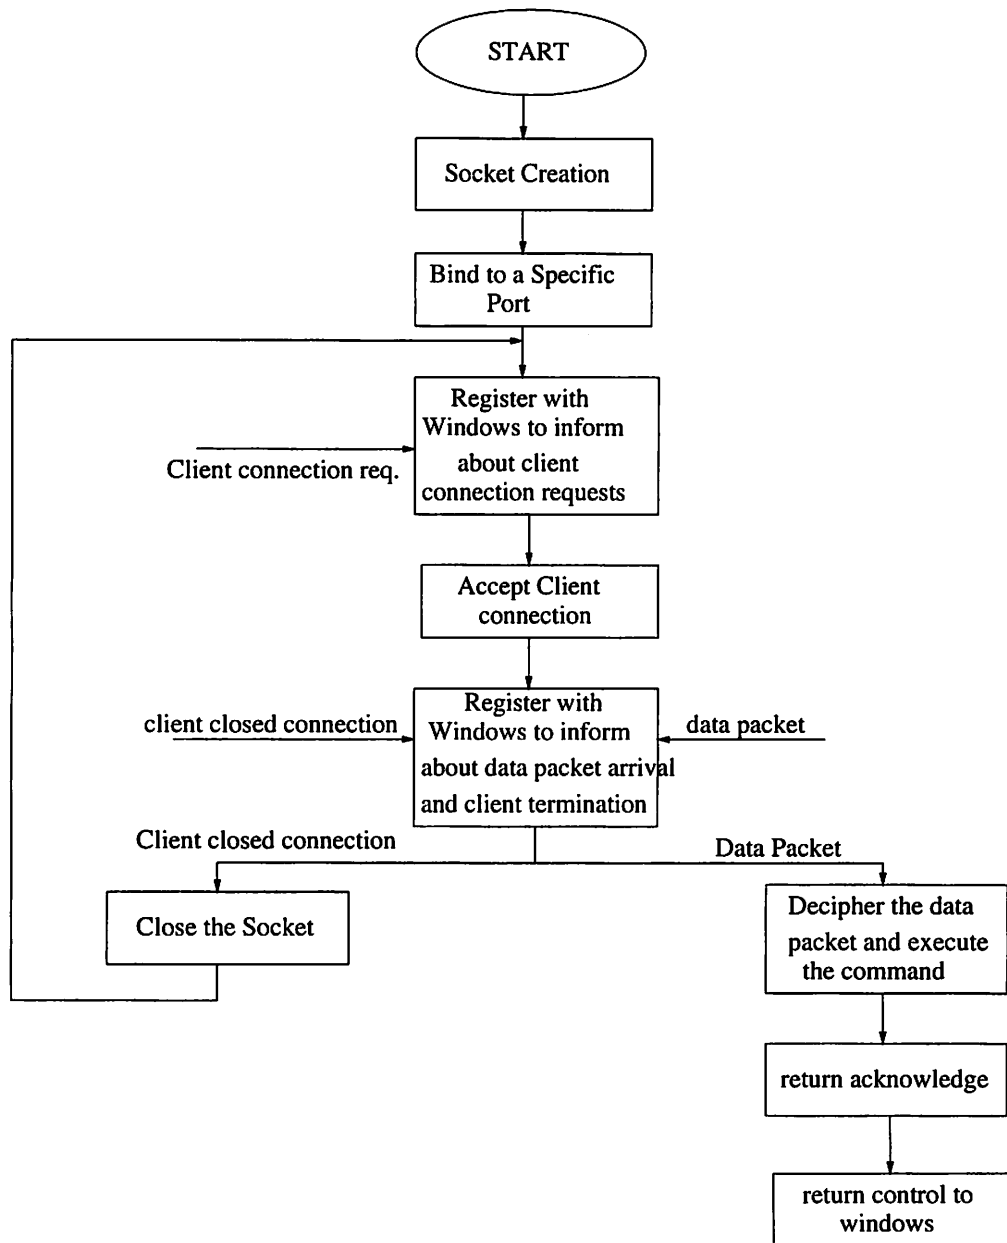 START
Socket Creation
Bind to a Specific
Port
Register with
Windows to inform
about client
connection requests
Client connection req.
Accept Client
connection
Register with
Windows to inform
about data packet arrival
and client termination
client closed connection
data packet
Client closed connection
Data Packet
Close the Socket
Decipher the data
packet and execute
the command
return acknowledge
return control to
windows